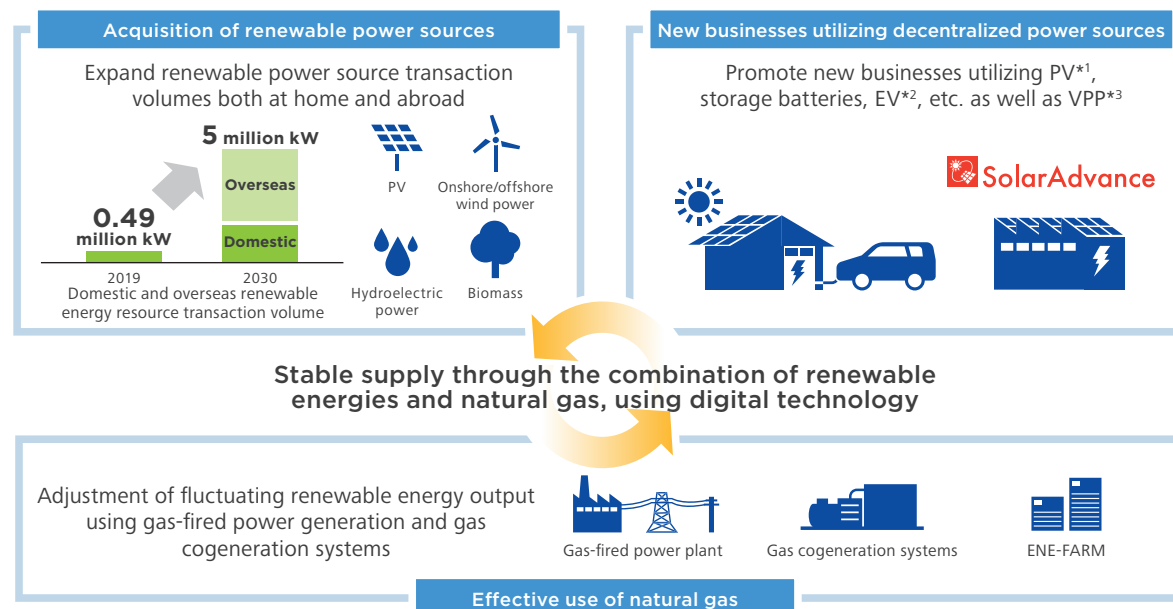 Acquisition of renewable power sources
Expand renewable power source transaction
volumes both at home and abroad
5 million kW
Overseas
Domestic
0.49
million kW
2019
2030
Domestic and overseas renewable
energy resource transaction volume
PV
Onshore/offshore
wind power
Hydroelectric
power
Biomass
New businesses utilizing decentralized power sources
Promote new businesses utilizing PV*1,
storage batteries, EV*2, etc. as well as VPP*3
SolarAdvance
Stable supply through the combination of renewable
energies and natural gas, using digital technology
Adjustment of fluctuating renewable energy output
using gas-fired power generation and gas
cogeneration systems
Gas-fired power plant
Gas cogeneration systems
ENE-FARM
Effective use of natural gas